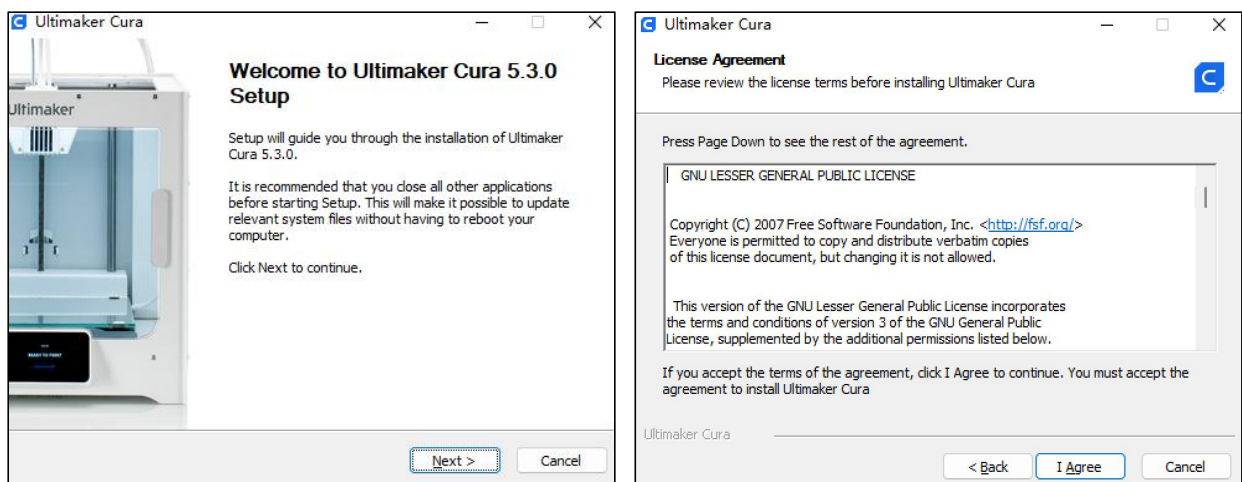 Ultimaker Cura
Ultimaker
READY TO PRINT
Welcome to Ultimaker Cura 5.3.0
Setup
Setup will guide you through the installation of Ultimaker
Cura 5.3.0.
It is recommended that you close all other applications
before starting Setup. This will make it possible to update
relevant system files without having to reboot your
computer.
Click Next to continue.
Next >
Cancel
Ultimaker Cura
License Agreement
Please review the license terms before installing Ultimaker Cura
Press Page Down to see the rest of the agreement.
GNU LESSER GENERAL PUBLIC LICENSE
Copyright (C) 2007 Free Software Foundation, Inc. <http://fsf.org/>
Everyone is permitted to copy and distribute verbatim copies
of this license document, but changing it is not allowed.
This version of the GNU Lesser General Public License incorporates
the terms and conditions of version 3 of the GNU General Public
License, supplemented by the additional permissions listed below.
If you accept the terms of the agreement, click I Agree to continue. You must accept the
agreement to install Ultimaker Cura
Ultimaker Cura
< Back
I Agree
Cancel